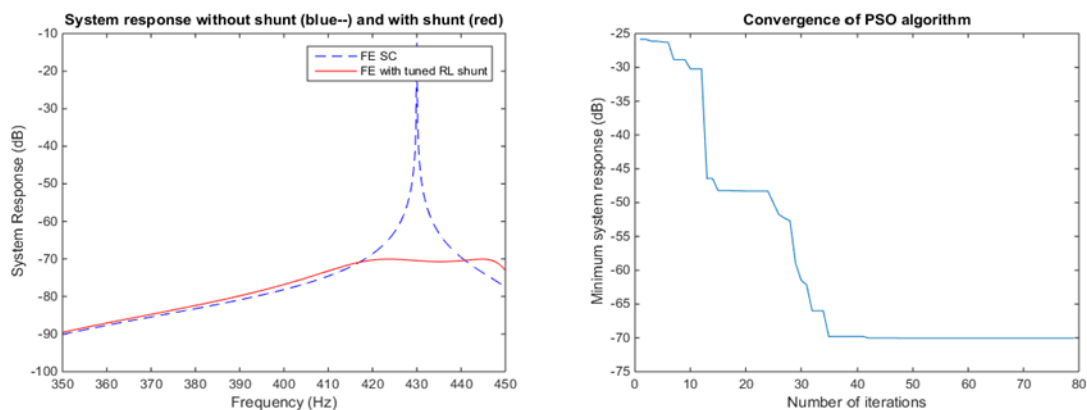 System response without shunt (blue--) and with shunt (red)
-10
-20
-30
-40
-50
-60
-70
-80
-90
-100
System Response (dB)
FE SC
FE with tuned RL shunt
350 360 370 380 390 400 410 420 430 440 450
Frequency (Hz)
Convergence of PSO algorithm
-25
-30
-35
-40
-45
-50
-55
-60
-65
-70
-75
Minimum system response (dB)
0 10 20 30 40 50 60 70 80
Number of iterations